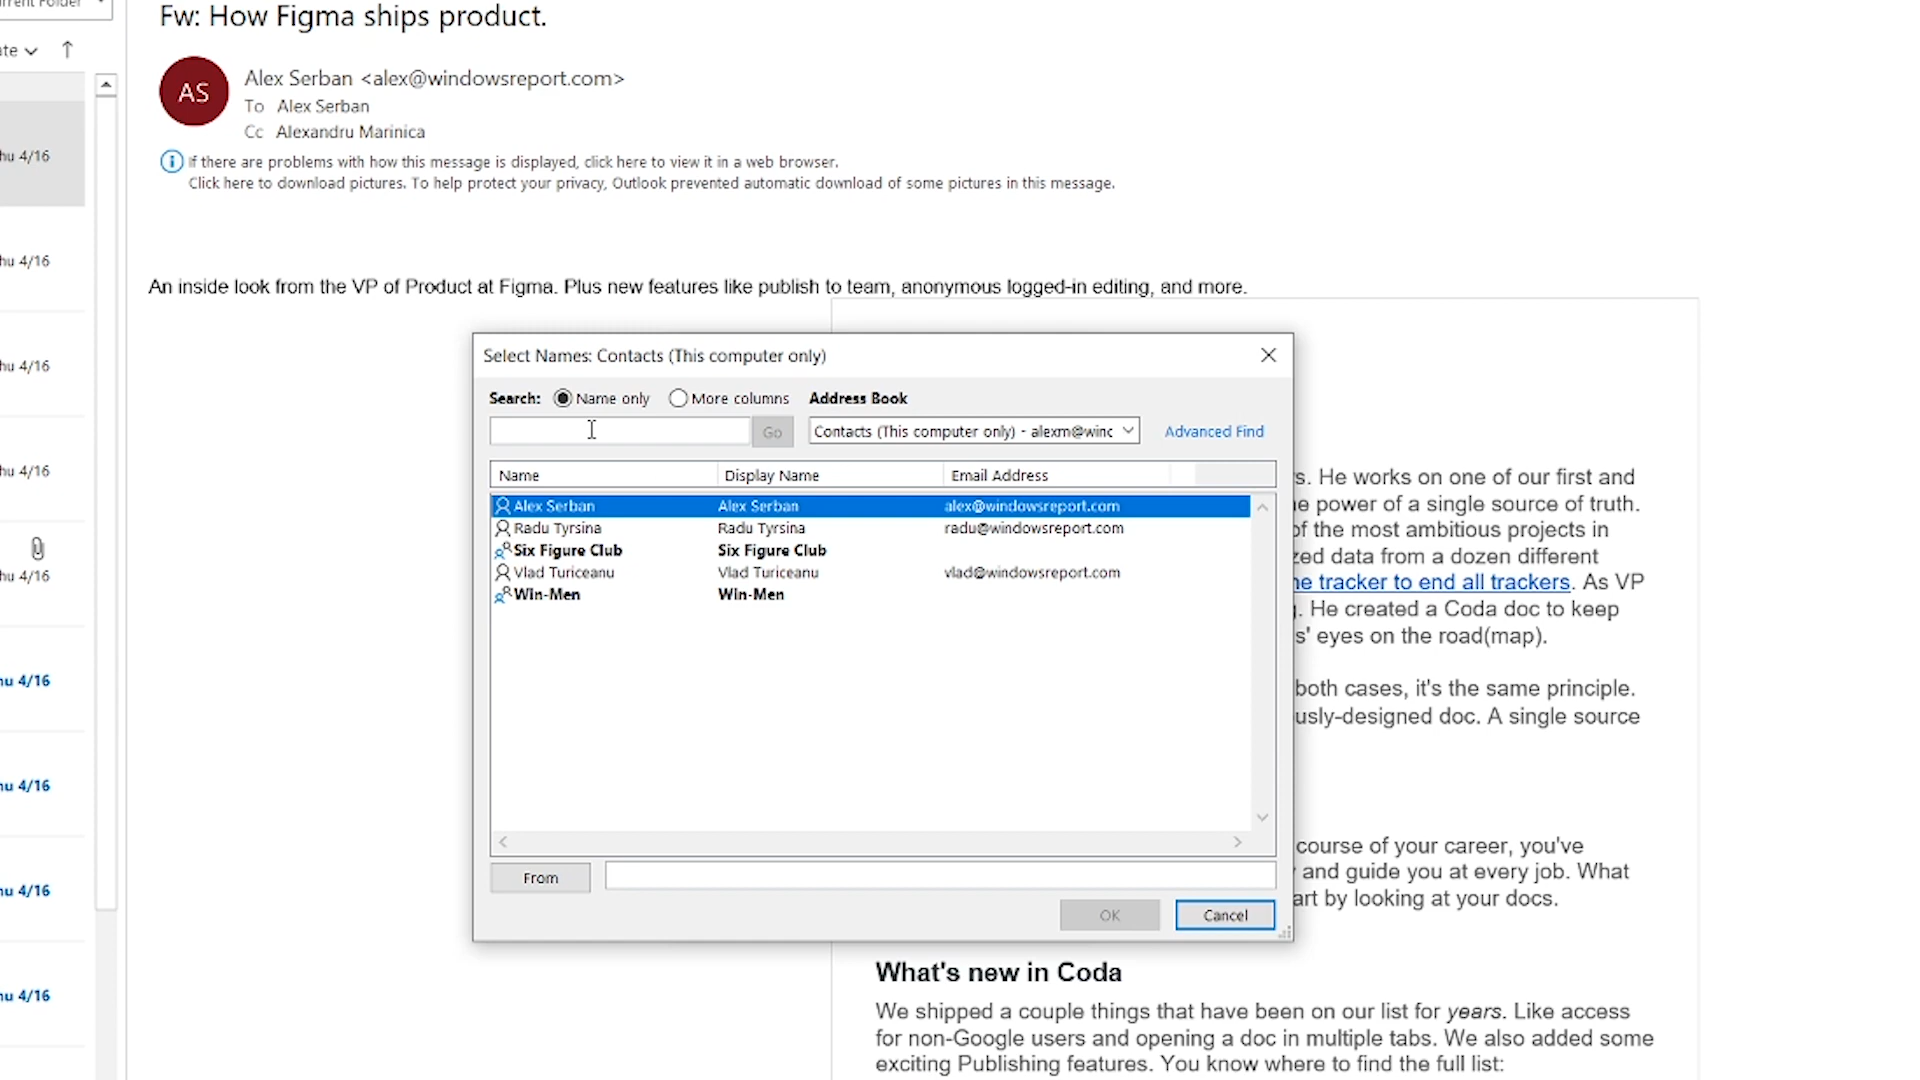 Fw: How Figma ships product.
AS
Alex Serban <alex@windowsreport.com>
To Alex Serban
Cc Alexandru Marinica
If there are problems with how this message is displayed, click here to view it in a web browser.
Click here to download pictures. To help protect your privacy, Outlook prevented automatic download of some pictures in this message.
hu 4/16
hu 4/16
hu 4/16
hu 4/16
hu 4/16
hu 4/16
hu 4/16
hu 4/16
hu 4/16
An inside look from the VP of Product at Figma. Plus new features like publish to team, anonymous logged-in editing, and more.
Select Names: Contacts (This computer only)
Search: Name only More columns Address Book
Go Contacts (This computer only) - alexm@winc Advanced Find
Name Display Name Email Address
Alex Serban Alex Serban alex@windowsreport.com
Radu Tyrsina Radu Tyrsina radu@windowsreport.com
Six Figure Club Six Figure Club
Vlad Turiceanu Vlad Turiceanu vlad@windowsreport.com
Win-Men Win-Men
From
OK Cancel
s. He works on one of our first and
e power of a single source of truth.
of the most ambitious projects in
zed data from a dozen different
he tracker to end all trackers. As VP
. He created a Coda doc to keep
s' eyes on the road(map).
both cases, it's the same principle.
usly-designed doc. A single source
course of your career, you've
and guide you at every job. What
art by looking at your docs.
What's new in Coda
We shipped a couple things that have been on our list for years. Like access
for non-Google users and opening a doc in multiple tabs. We also added some
exciting Publishing features. You know where to find the full list: